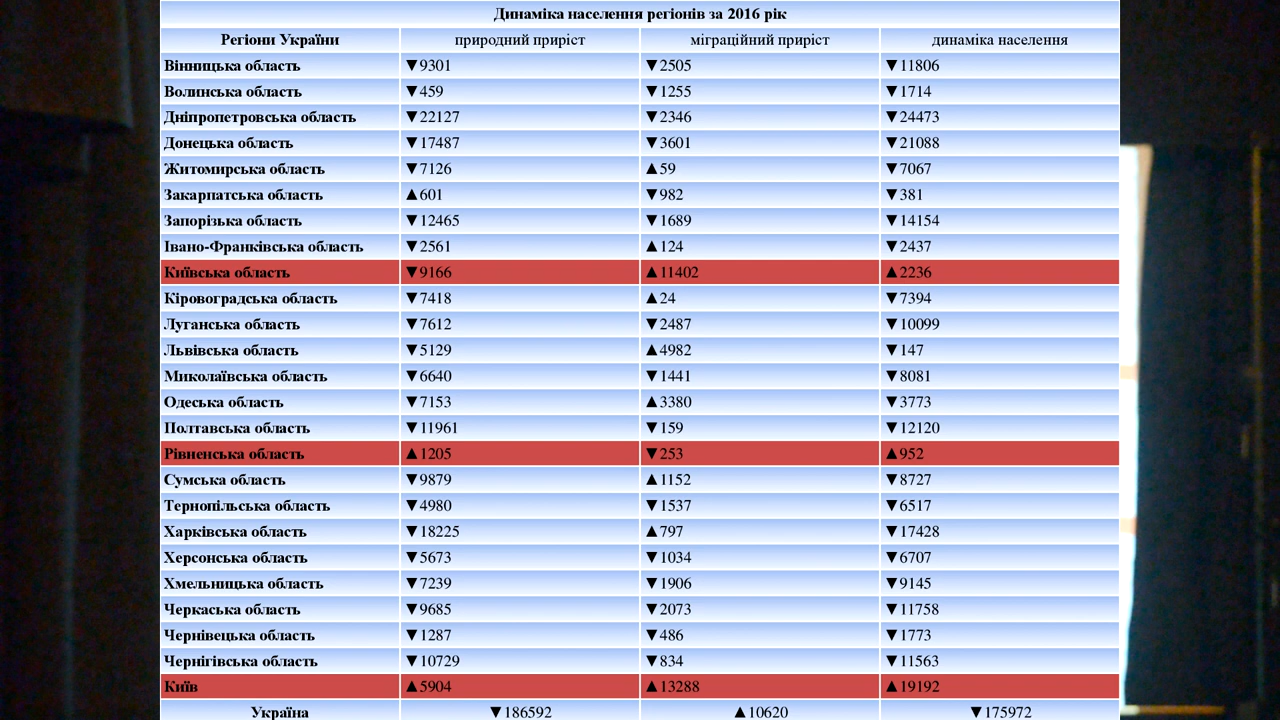 Динаміка населення регіонів за 2016 рік
Регіони України природний приріст міграційний приріст динаміка населення
Вінницька область ▼9301 ▼2505 ▼11806
Волинська область ▼459 ▼1255 ▼1714
Дніпропетровська область ▼22127 ▼2346 ▼24473
Донецька область ▼17487 ▼3601 ▼21088
Житомирська область ▼7126 ▲59 ▼7067
Закарпатська область ▲601 ▼982 ▼381
Запорізька область ▼12465 ▼1689 ▼14154
Івано-Франківська область ▼2561 ▲124 ▼2437
Київська область ▼9166 ▲11402 ▲2236
Кіровоградська область ▼7418 ▲24 ▼7394
Луганська область ▼7612 ▼2487 ▼10099
Львівська область ▼5129 ▲4982 ▼147
Миколаївська область ▼6640 ▼1441 ▼8081
Одеська область ▼7153 ▲3380 ▼3773
Полтавська область ▼11961 ▼159 ▼12120
Рівненська область ▲1205 ▼253 ▲952
Сумська область ▼9879 ▲1152 ▼8727
Тернопільська область ▼4980 ▼1537 ▼6517
Харківська область ▼18225 ▲797 ▼17428
Херсонська область ▼5673 ▼1034 ▼6707
Хмельницька область ▼7239 ▼1906 ▼9145
Черкаська область ▼9685 ▼2073 ▼11758
Чернівецька область ▼1287 ▼486 ▼1773
Чернігівська область ▼10729 ▼834 ▼11563
Київ ▲5904 ▲13288 ▲19192
Україна ▼186592 ▲10620 ▼175972